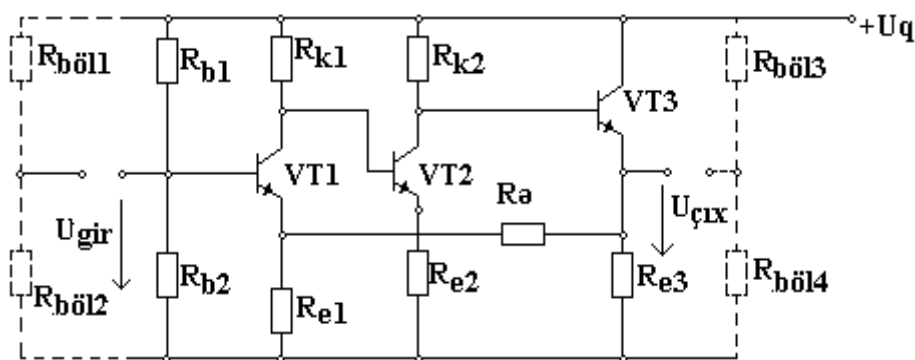 +Uq
Rböl1
Rb1
Rk1
Rk2
Rböl3
VT3
VT1
VT2
Rə
Uçıx
Ugir
Rböl2
Rb2
Re1
Re2
Re3
Rböl4